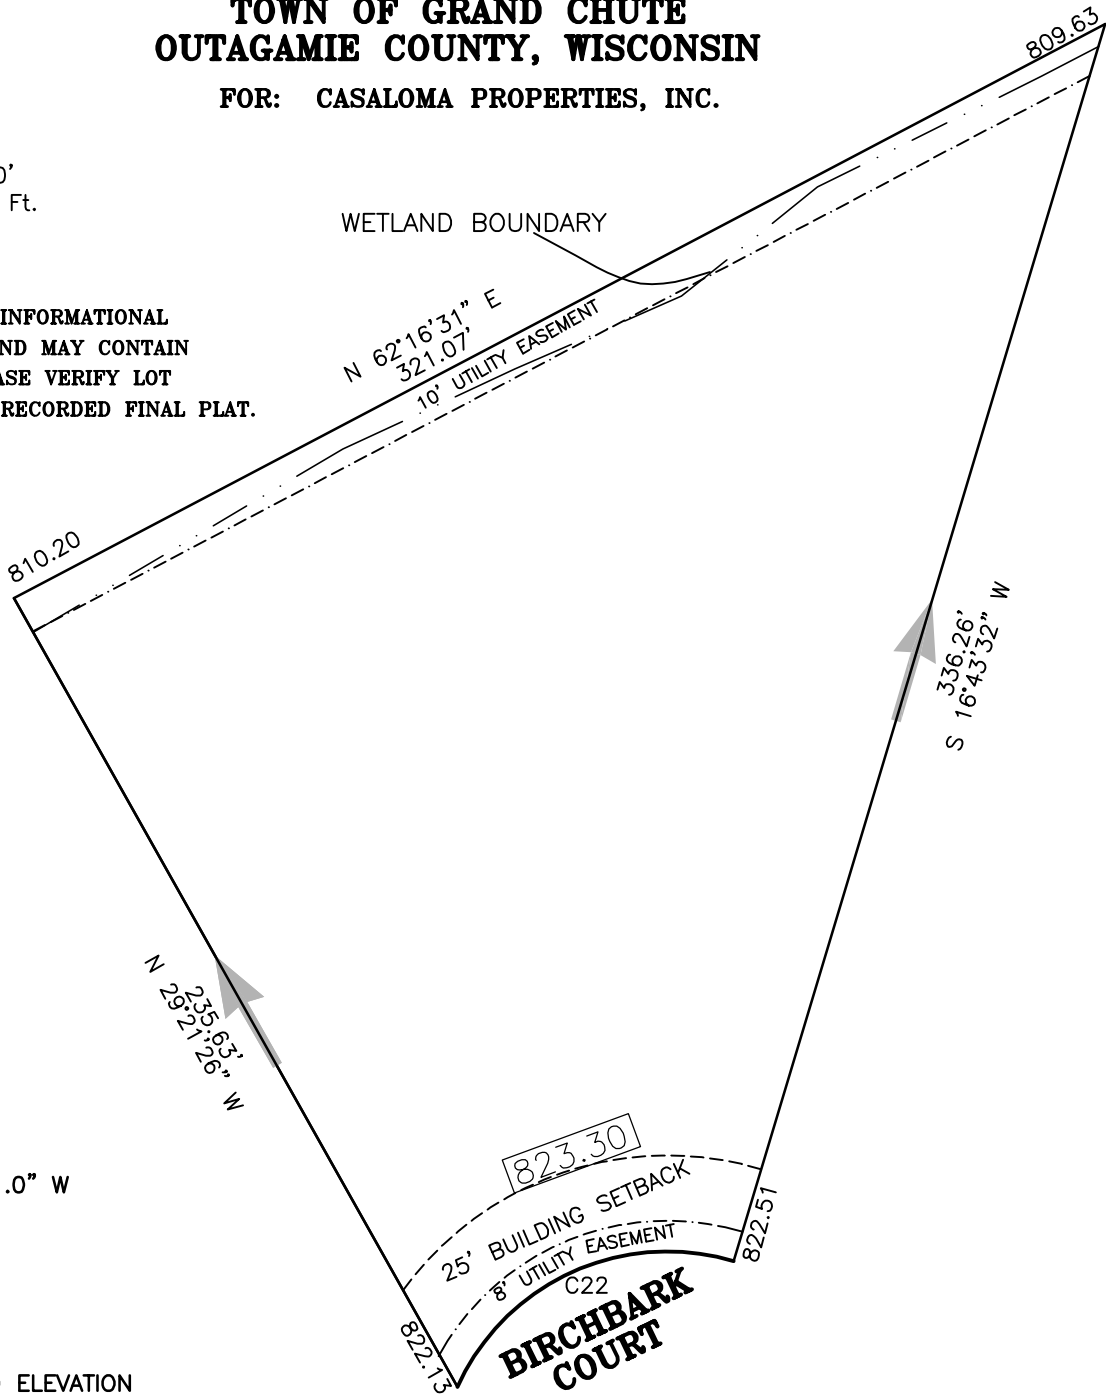 TOWN OF GRAND CHUTE
OUTAGAMIE COUNTY, WISCONSIN
FOR: CASALOMA PROPERTIES, INC.
809.63
0'
Ft.
WETLAND BOUNDARY
INFORMATIONAL
ND MAY CONTAIN
ASE VERIFY LOT
RECORDED FINAL PLAT.
N 62°16'31" E
321.07'
10' UTILITY EASEMENT
810.20
336.26'
S 16°43'32" W
235.63'
N 29°21'26" W
823.30
.0" W
25' BUILDING SETBACK
8' UTILITY EASEMENT
822.51
C22
BIRCHBARK
COURT
822.13
ELEVATION